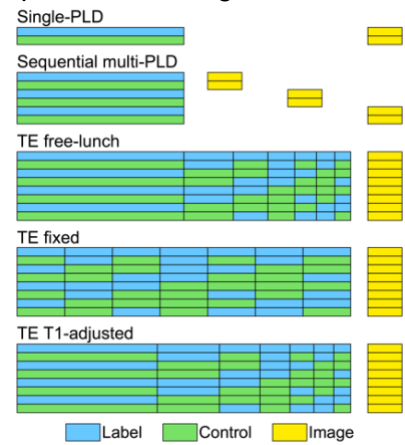 Single-PLD
Sequential multi-PLD
TE free-lunch
TE fixed
TE T1-adjusted
Label Control Image